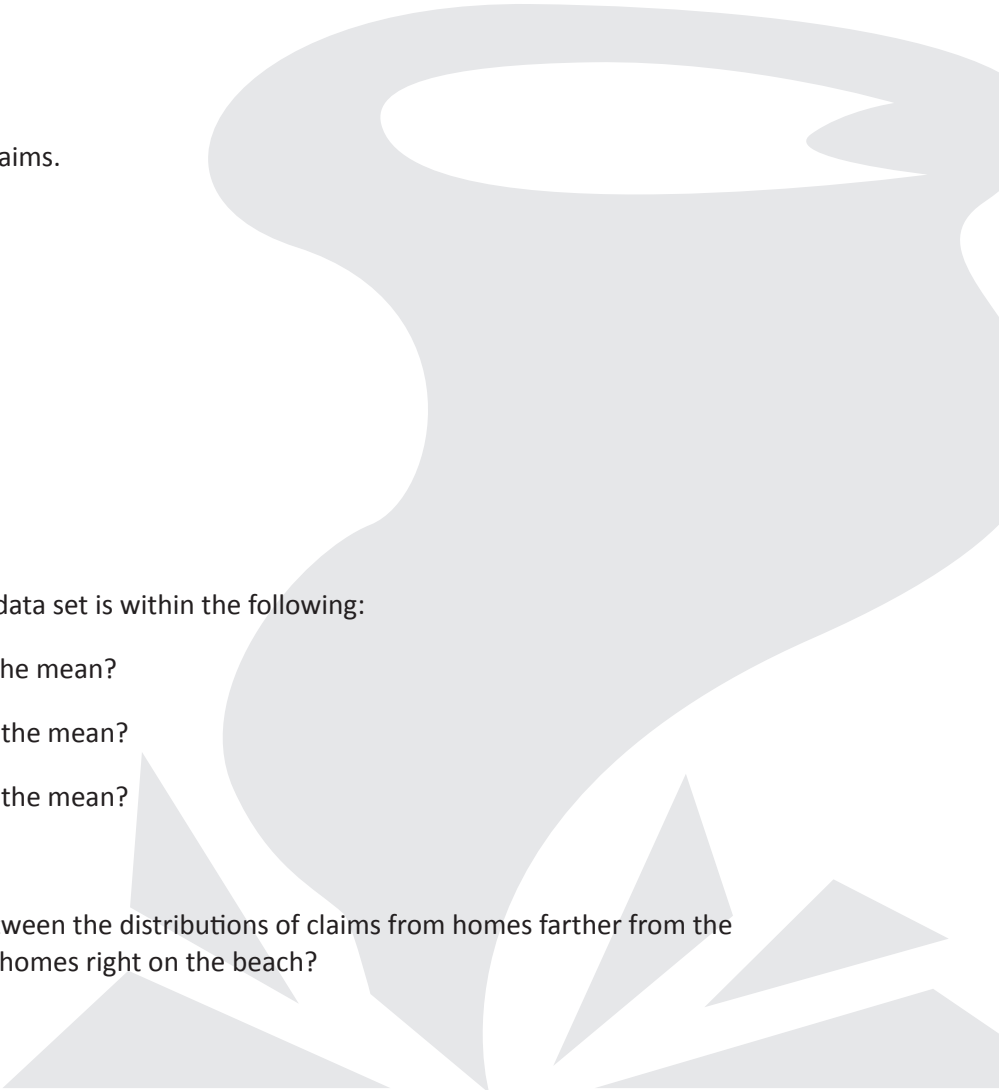 aims.
data set is within the following:
he mean?
the mean?
the mean?
ween the distributions of claims from homes farther from the
homes right on the beach?